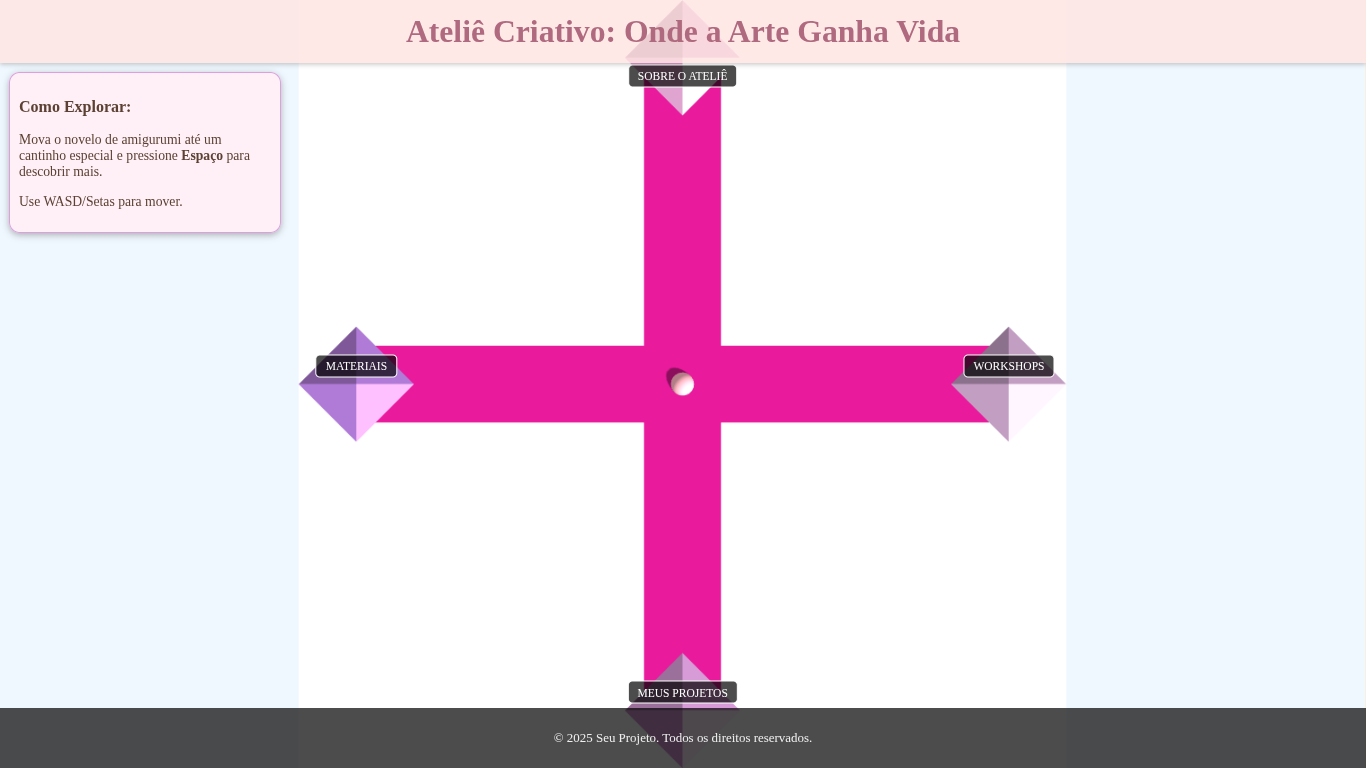 Ateliê Criativo: Onde a Arte Ganha Vida
SOBRE O ATELIÊ
Como Explorar:
Mova o novelo de amigurumi até um
cantinho especial e pressione Espaço para
descobrir mais.
Use WASD/Setas para mover.
MATERIAIS
WORKSHOPS
MEUS PROJETOS
© 2025 Seu Projeto. Todos os direitos reservados.